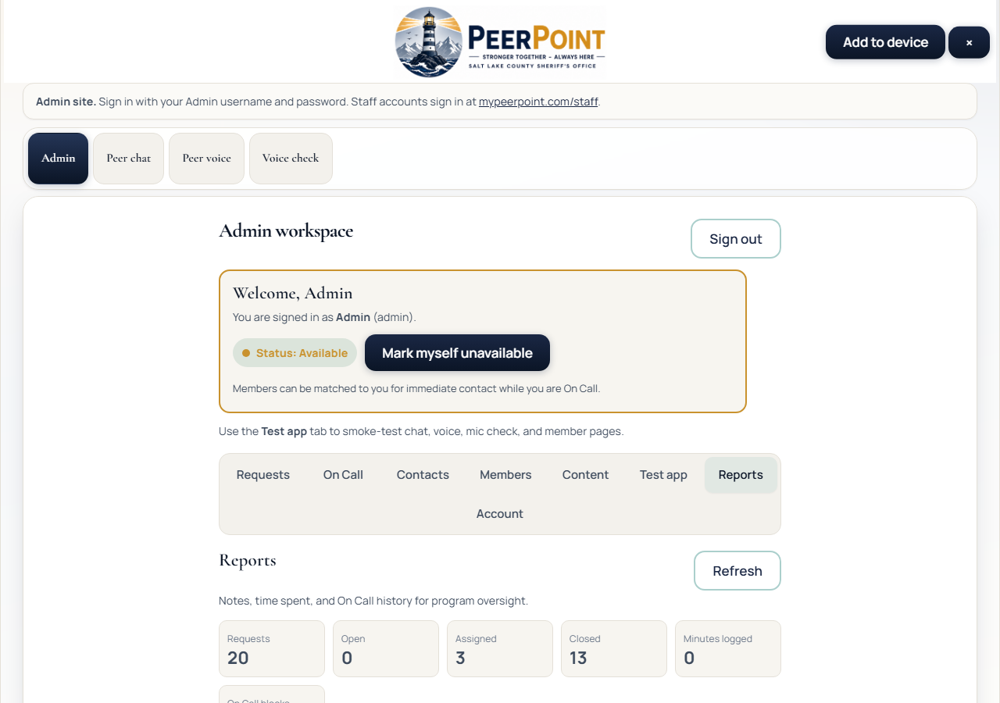 PEERPOINT
STRONGER TOGETHER – ALWAYS HERE
SALT LAKE COUNTY SHERIFF'S OFFICE
Add to device
×
Admin site. Sign in with your Admin username and password. Staff accounts sign in at mypeerpoint.com/staff.
Admin
Peer chat
Peer voice
Voice check
Admin workspace
Sign out
Welcome, Admin
You are signed in as Admin (admin).
Status: Available
Mark myself unavailable
Members can be matched to you for immediate contact while you are On Call.
Use the Test app tab to smoke-test chat, voice, mic check, and member pages.
Requests
On Call
Contacts
Members
Content
Test app
Reports
Account
Reports
Refresh
Notes, time spent, and On Call history for program oversight.
Requests
20
Open
0
Assigned
3
Closed
13
Minutes logged
0
On Call blocks